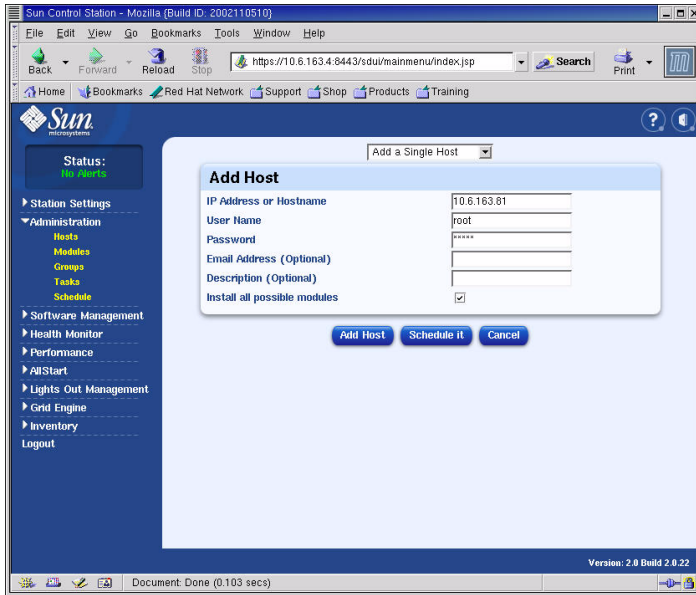 Sun Control Station - Mozilla {Build ID: 2002110510}
File Edit View Go Bookmarks Tools Window Help
Back Forward Reload Stop https://10.6.163.4:8443/sdui/mainmenu/index.jsp Search Print
Home Bookmarks Red Hat Network Support Shop Products Training
Sun
microsystems
?
Status:
No Alerts
Station Settings
Administration
Hosts
Modules
Groups
Tasks
Schedule
Software Management
Health Monitor
Performance
AllStart
Lights Out Management
Grid Engine
Inventory
Logout
Add a Single Host
Add Host
IP Address or Hostname 10.6.163.81
User Name root
Password *****
Email Address (Optional)
Description (Optional)
Install all possible modules
Add Host Schedule it Cancel
Version: 2.0 Build 2.0.22
Document: Done (0.103 secs)